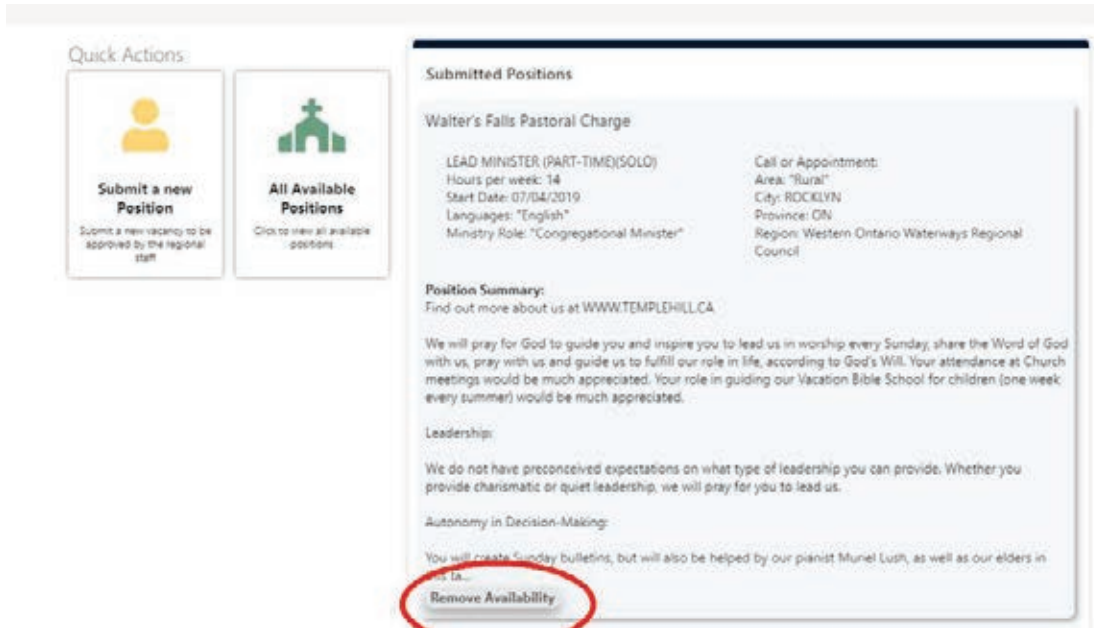 Quick Actions
Submit a new
Position
Submit a new vacancy to be
approved by the regional
staff
All Available
Positions
Click to view all available
positions
Submitted Positions
Walter's Falls Pastoral Charge
LEAD MINISTER (PART-TIME)(SOLO)
Hours per week: 14
Start Date: 07/04/2019
Languages: "English"
Ministry Role: "Congregational Minister"
Call or Appointment:
Area: "Rural"
City: ROCKLYN
Province: ON
Region: Western Ontario Waterways Regional
Council
Position Summary:
Find out more about us at WWW.TEMPLEHILL.CA
We will pray for God to guide you and inspire you to lead us in worship every Sunday, share the Word of God
with us, pray with us and guide us to fulfill our role in life, according to God's Will. Your attendance at Church
meetings would be much appreciated. Your role in guiding our Vacation Bible School for children (one week
every summer) would be much appreciated.
Leadership:
We do not have preconceived expectations on what type of leadership you can provide. Whether you
provide charismatic or quiet leadership, we will pray for you to lead us.
Autonomy in Decision-Making:
You will create Sunday bulletins, but will also be helped by our pianist Muriel Lush, as well as our elders in
this ta...
Remove Availability